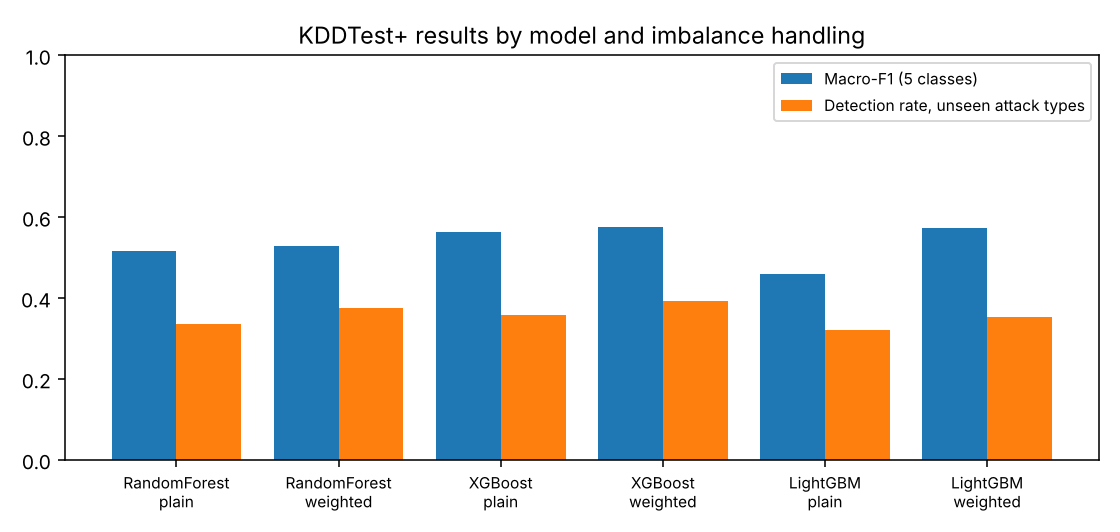 KDDTest+ results by model and imbalance handling
1.0
0.8
0.6
0.4
0.2
0.0
Macro-F1 (5 classes)
Detection rate, unseen attack types
RandomForest
plain
RandomForest
weighted
XGBoost
plain
XGBoost
weighted
LightGBM
plain
LightGBM
weighted